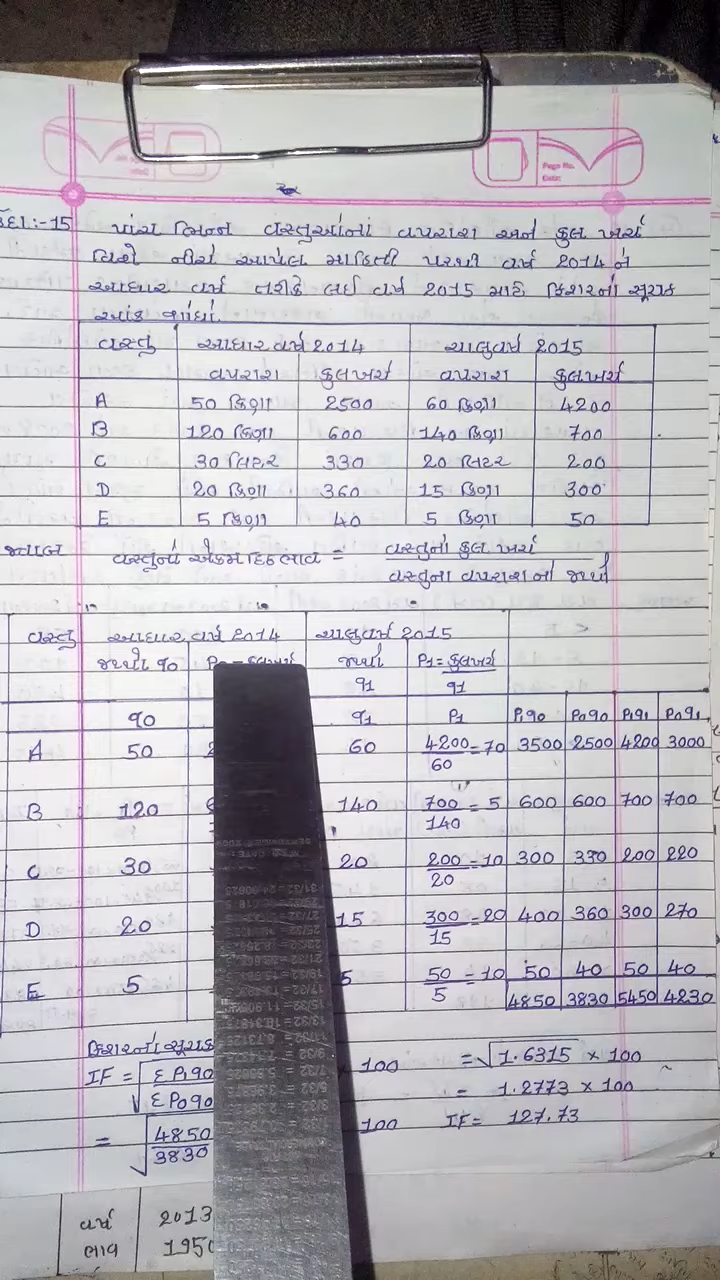 દા:-15 પાંચ ભિન્ન વસ્તુઓનાં વપરાશ અને કુલ ખર્ચ
વિશે નીચે આપેલ માહિતી પરથી વર્ષ 2014 ને
આધાર વર્ષ તરીકે લઈ વર્ષ 2015 માટે ફિશરનો સૂચક
આંક શોધો.
વસ્તુ આધાર વર્ષ 2014 ચાલુવર્ષ 2015
વપરાશ કુલખર્ચ વપરાશ કુલખર્ચ
A 50 કિગ્રા 2500 60 કિગ્રા 4200
B 120 કિગ્રા 600 140 કિગ્રા 700
C 30 લિટર 330 20 લિટર 200
D 20 કિગ્રા 360 15 કિગ્રા 300
E 5 કિગ્રા 40 5 કિગ્રા 50
જવાબ વસ્તુનો એકમ દિઠ ભાવ = વસ્તુનો કુલ ખર્ચ
વસ્તુના વપરાશ નો જથ્થો
વસ્તુ આધાર વર્ષ 2014 ચાલુવર્ષ 2015
જથ્થો q0 જથ્થો P1 = કુલખર્ચ
q1 q1
q0 q1 P1 P1q0 P0q0 P1q1 P0q1
A 50 60 4200/60 = 70 3500 2500 4200 3000
B 120 140 700/140 = 5 600 600 700 700
C 30 20 200/20 = 10 300 330 200 220
D 20 15 300/15 = 20 400 360 300 270
E 5 5 50/5 = 10 50 40 50 40
4850 3830 5450 4230
ફિશરનો સૂચક
IF = √ΣP1q0/ΣP0q0 × 100 = √1.6315 × 100
= 1.2773 × 100
= √4850/3830 100 IF = 127.73
વર્ષ 2013
ભાવ 1950